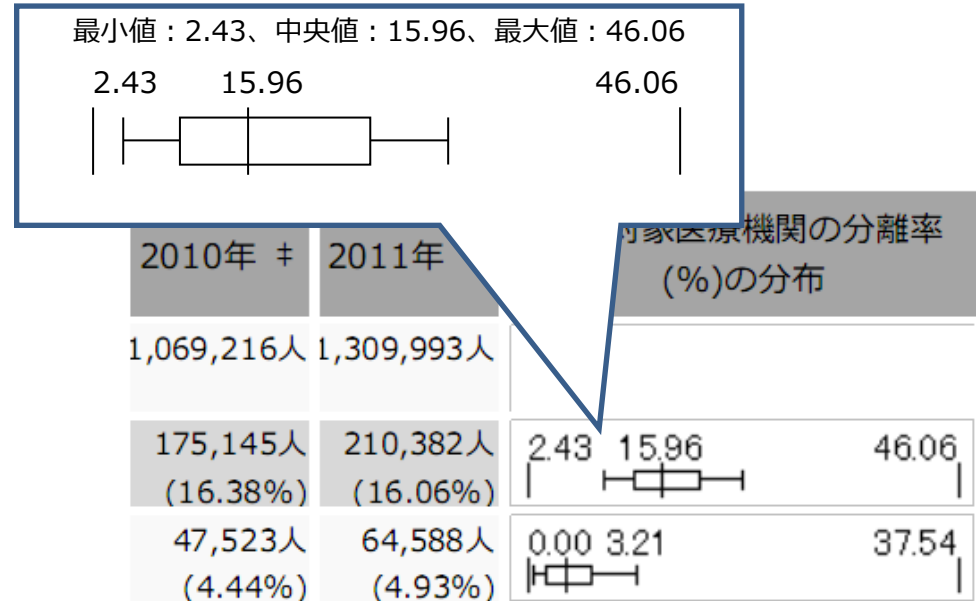 最小値：2.43、中央値：15.96、最大値：46.06
2.43 15.96 46.06
2010年 ‡ 2011年 対象医療機関の分離率
(%)の分布
1,069,216人 1,309,993人
175,145人 210,382人 2.43 15.96 46.06
(16.38%) (16.06%)
47,523人 64,588人 0.00 3.21 37.54
(4.44%) (4.93%)